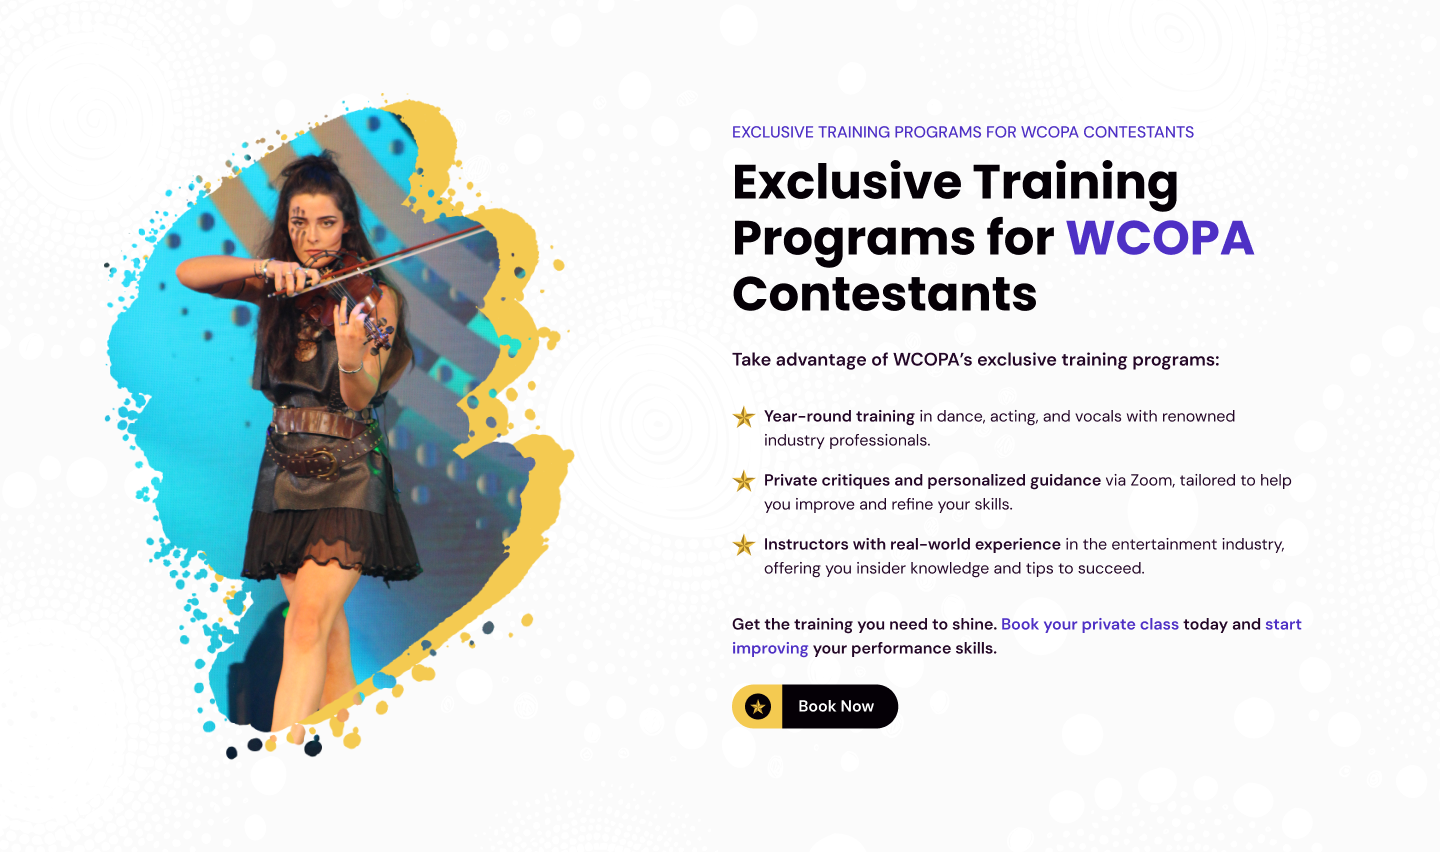 EXCLUSIVE TRAINING PROGRAMS FOR WCOPA CONTESTANTS
Exclusive Training
Programs for WCOPA
Contestants
Take advantage of WCOPA’s exclusive training programs:
Year-round training in dance, acting, and vocals with renowned
industry professionals.
Private critiques and personalized guidance via Zoom, tailored to help
you improve and refine your skills.
Instructors with real-world experience in the entertainment industry,
offering you insider knowledge and tips to succeed.
Get the training you need to shine. Book your private class today and start
improving your performance skills.
Book Now